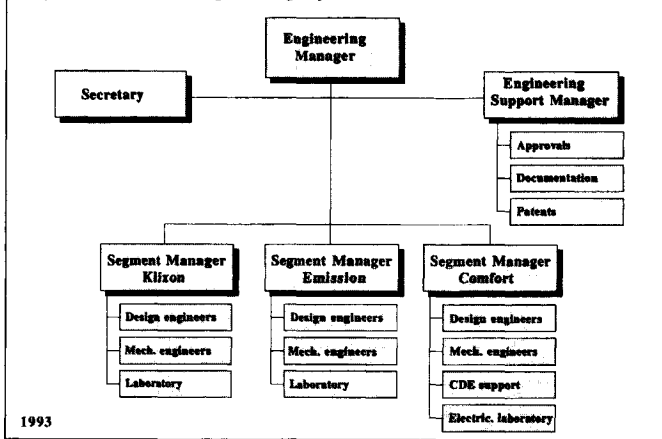 Engineering
Manager
Secretary
Engineering
Support Manager
Approvals
Documentation
Patents
Segment Manager
Klixon
Segment Manager
Emission
Segment Manager
Comfort
Design engineers
Mech. engineers
Laboratory
Design engineers
Mech. engineers
Laboratory
Design engineers
Mech. engineers
CDE support
Electric. laboratory
1993